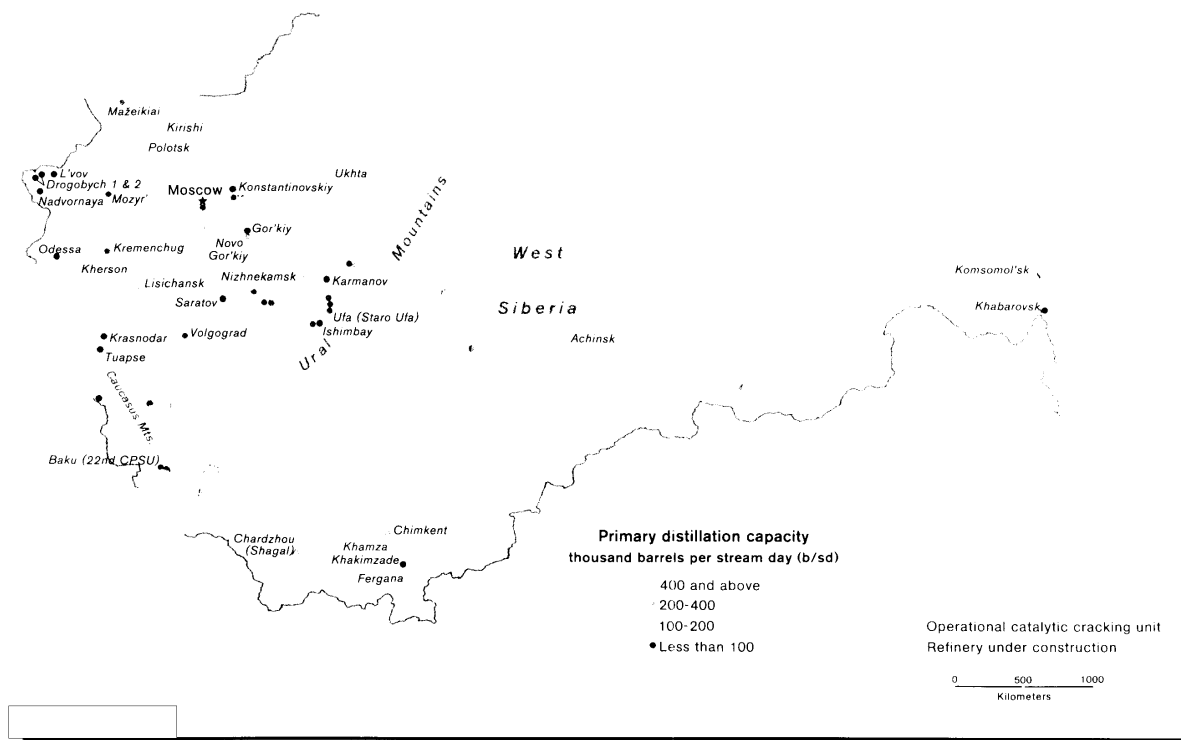 Mažeikiai
Kirishi
Polotsk
L'vov
Drogobych 1 & 2
Nadvornaya
Mozyr'
Moscow
Konstantinovskiy
Ukhta
Gor'kiy
Novo
Gor'kiy
Odessa
Kremenchug
Kherson
Lisichansk
Nizhnekamsk
Saratov
Karmanov
Ufa (Staro Ufa)
Ishimbay
Ural
Mountains
West
Siberia
Krasnodar
Volgograd
Tuapse
Achinsk
Komsomol'sk
Khabarovsk
Caucasus Mts.
Baku (22nd CPSU)
Chardzhou
(Shagal)
Chimkent
Khamza
Khakimzade
Fergana
Primary distillation capacity
thousand barrels per stream day (b/sd)
400 and above
200-400
100-200
Less than 100
Operational catalytic cracking unit
Refinery under construction
0 500 1000
Kilometers